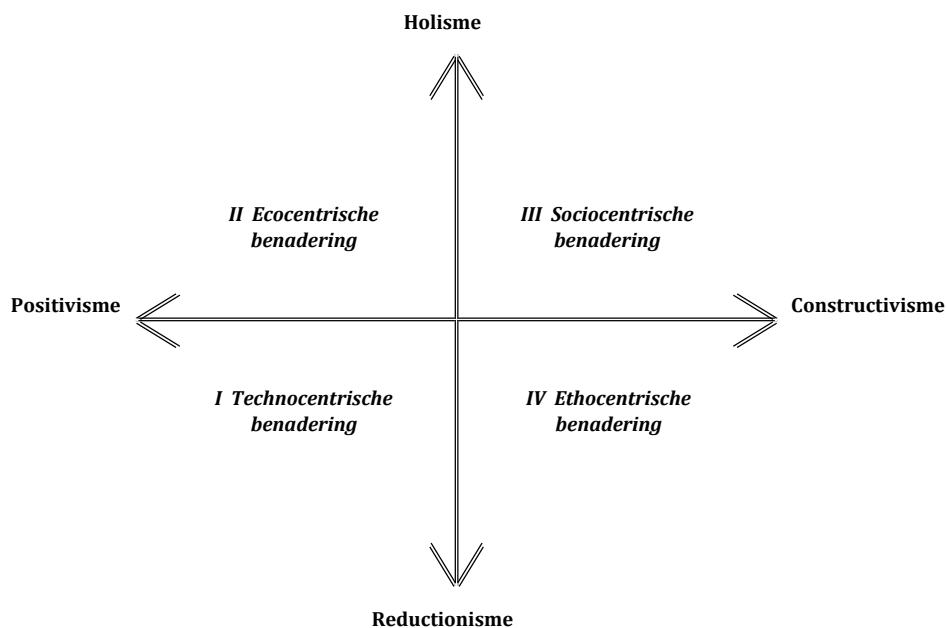 Holisme
II Ecocentrische
benadering
III Sociocentrische
benadering
Positivisme
Constructivisme
I Technocentrische
benadering
IV Ethocentrische
benadering
Reductionisme